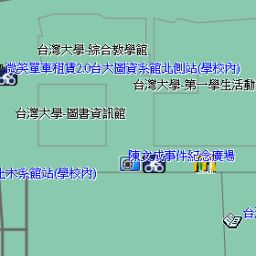 台灣大學-綜合教學館
微笑單車租賃2.0台大圖資系館北側站(學校內)
台灣大學-第一學生活動
台灣大學-圖書資訊館
陳文成事件紀念廣場
土木系館站(學校內)
台